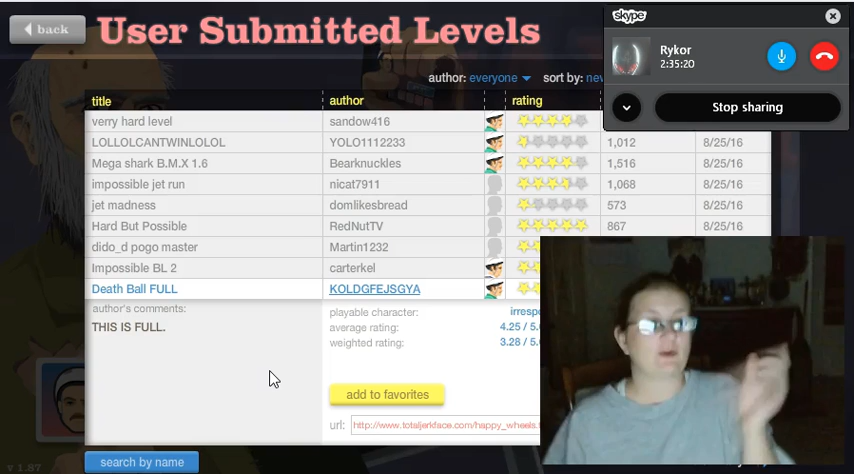 back
User Submitted Levels
skype
Rykor
2:35:20
Stop sharing
author: everyone sort by: new
title author rating
verry hard level sandow416
LOLLOLCANTWINLOLOL YOLO1112233 1,012 8/25/16
Mega shark B.M.X 1.6 Bearknuckles 1,516 8/25/16
impossible jet run nicat7911 1,068 8/25/16
jet madness domlikesbread 573 8/25/16
Hard But Possible RedNutTV 867 8/25/16
dido_d pogo master Martin1232
Impossible BL 2 carterkel
Death Ball FULL KOLDGFEJSGYA
author's comments:
THIS IS FULL.
playable character: irrespo
average rating: 4.25 / 5.0
weighted rating: 3.28 / 5.0
add to favorites
url: http://www.totaljerkface.com/happy_wheels.t
search by name
v 1.87